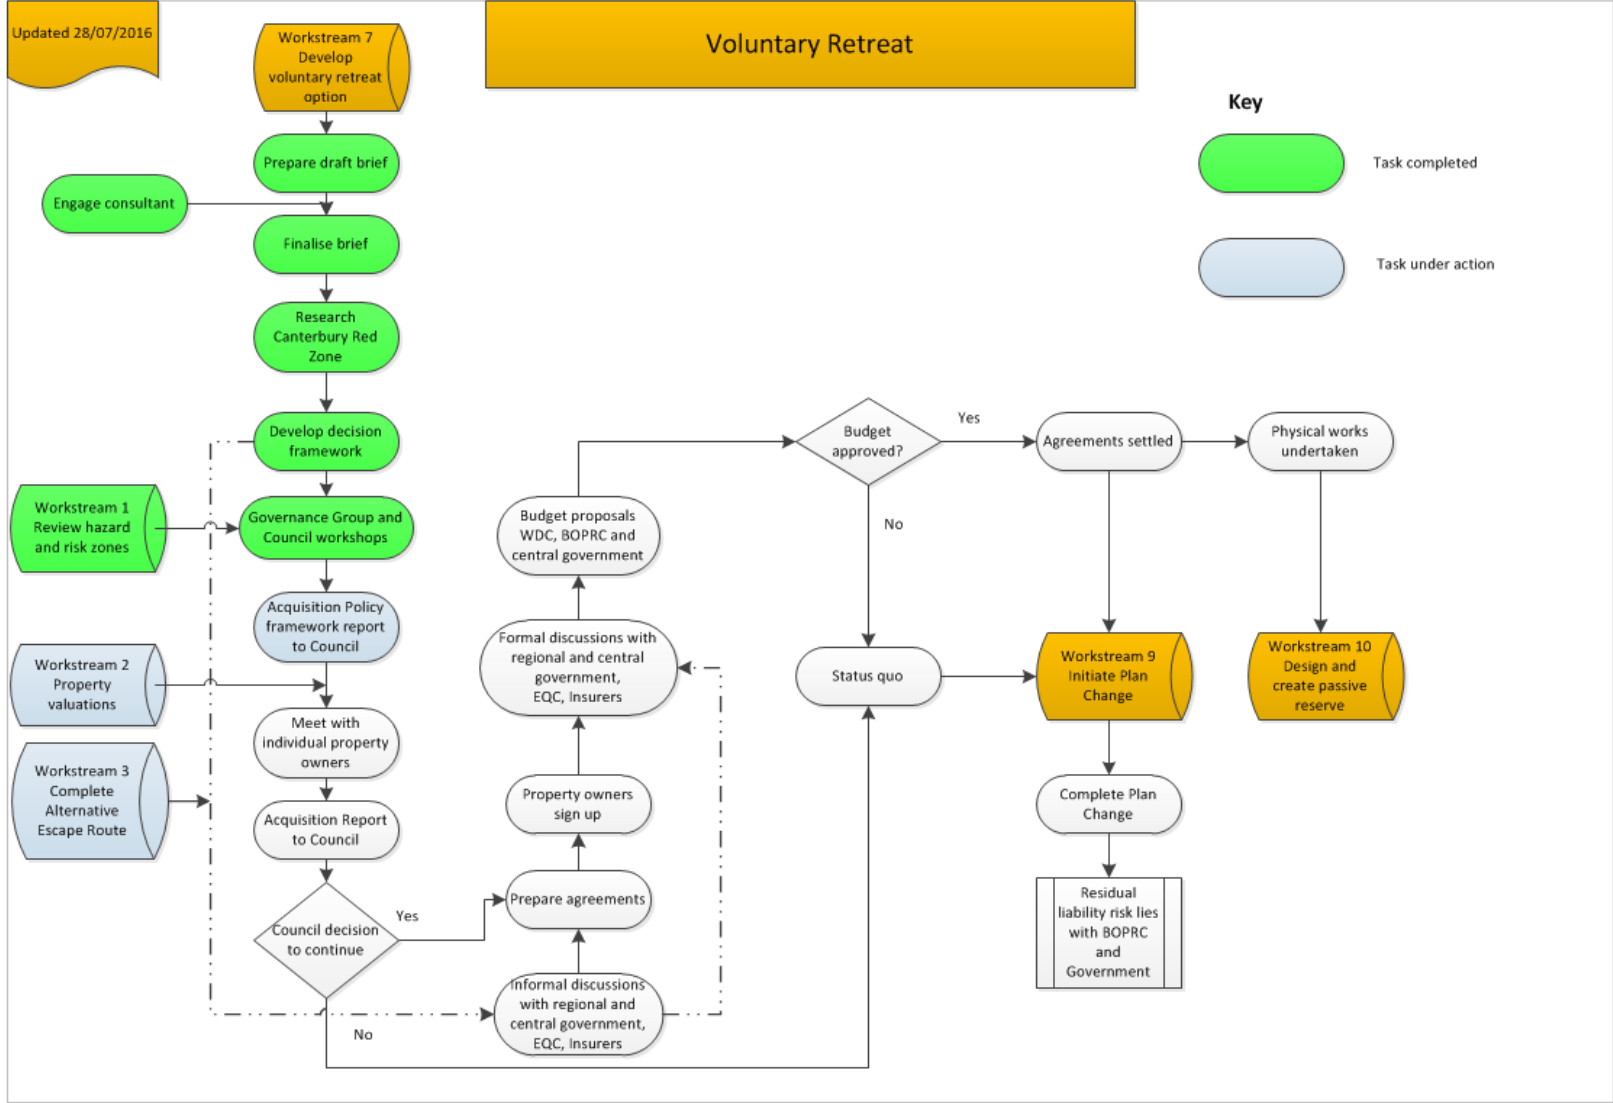 Updated 28/07/2016
Workstream 7
Develop
voluntary retreat
option
Voluntary Retreat
Key
Task completed
Task under action
Prepare draft brief
Engage consultant
Finalise brief
Research
Canterbury Red
Zone
Develop decision
framework
Workstream 1
Review hazard
and risk zones
Governance Group and
Council workshops
Acquisition Policy
framework report
to Council
Workstream 2
Property
valuations
Meet with
individual property
owners
Workstream 3
Complete
Alternative
Escape Route
Acquisition Report
to Council
Council decision
to continue
Yes
No
Informal discussions
with regional and
central government,
EQC, Insurers
Prepare agreements
Property owners
sign up
Formal discussions with
regional and central
government,
EQC, Insurers
Budget proposals
WDC, BOPRC and
central government
Budget
approved?
Yes
No
Agreements settled
Physical works
undertaken
Status quo
Workstream 9
Initiate Plan
Change
Workstream 10
Design and
create passive
reserve
Complete Plan
Change
Residual
liability risk lies
with BOPRC
and
Government